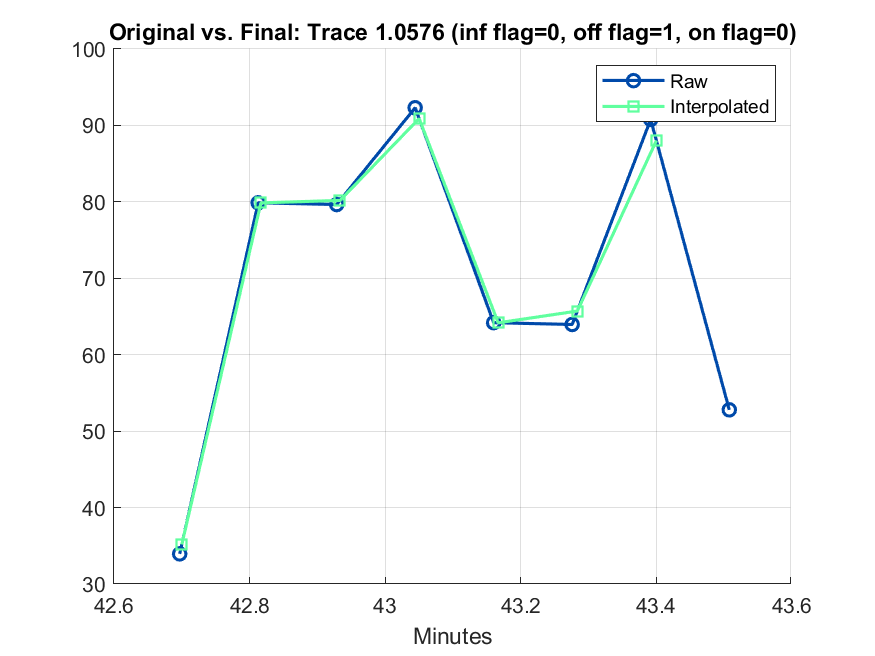 Original vs. Final: Trace 1.0576 (inf flag=0, off flag=1, on flag=0)
100
90
80
70
60
50
40
30
Raw
Interpolated
42.6 42.8 43 43.2 43.4 43.6
Minutes